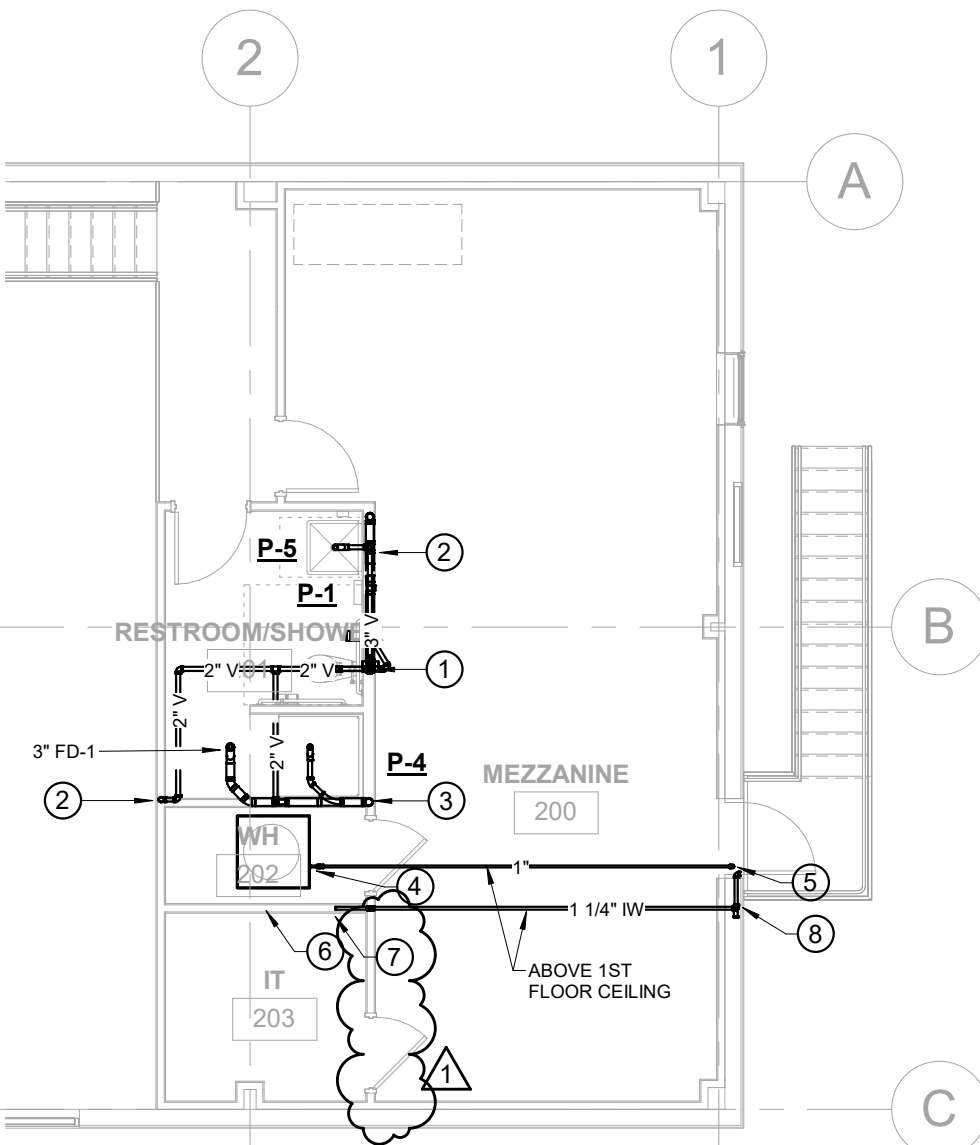 2
1
A
P-5
2
P-1
3" V
B
RESTROOM/SHOWE
2" V
2" V
1
2" V
3" FD-1
2" V
P-4
MEZZANINE
200
2
3
WH
202
1"
4
5
1 1/4" IW
6
7
8
ABOVE 1ST
FLOOR CEILING
IT
203
1
C